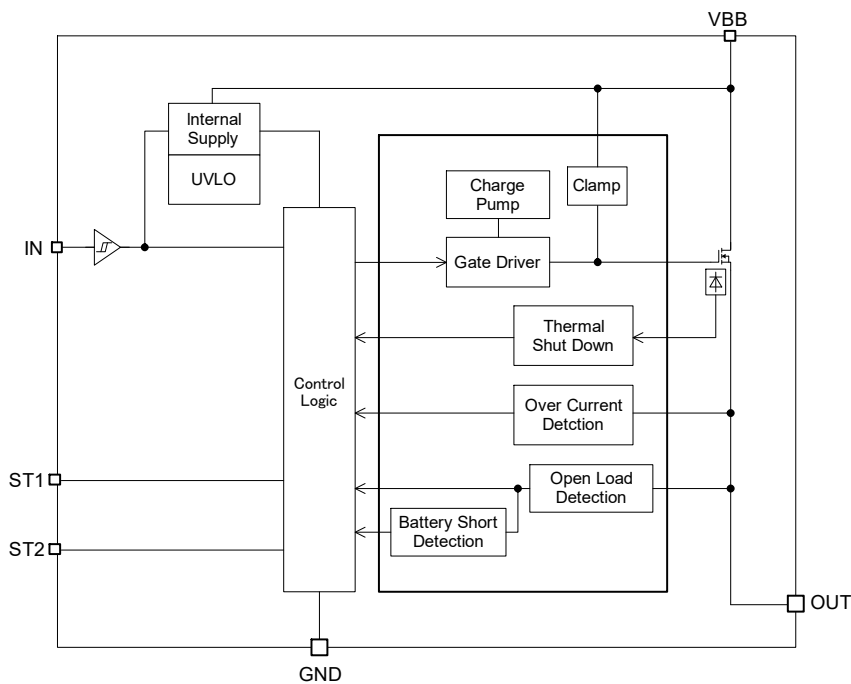 VBB
Internal
Supply
UVLO
Charge
Pump
Clamp
IN
Gate Driver
Thermal
Shut Down
Control
Logic
Over Current
Detction
ST1
Open Load
Detection
Battery Short
Detection
ST2
OUT
GND